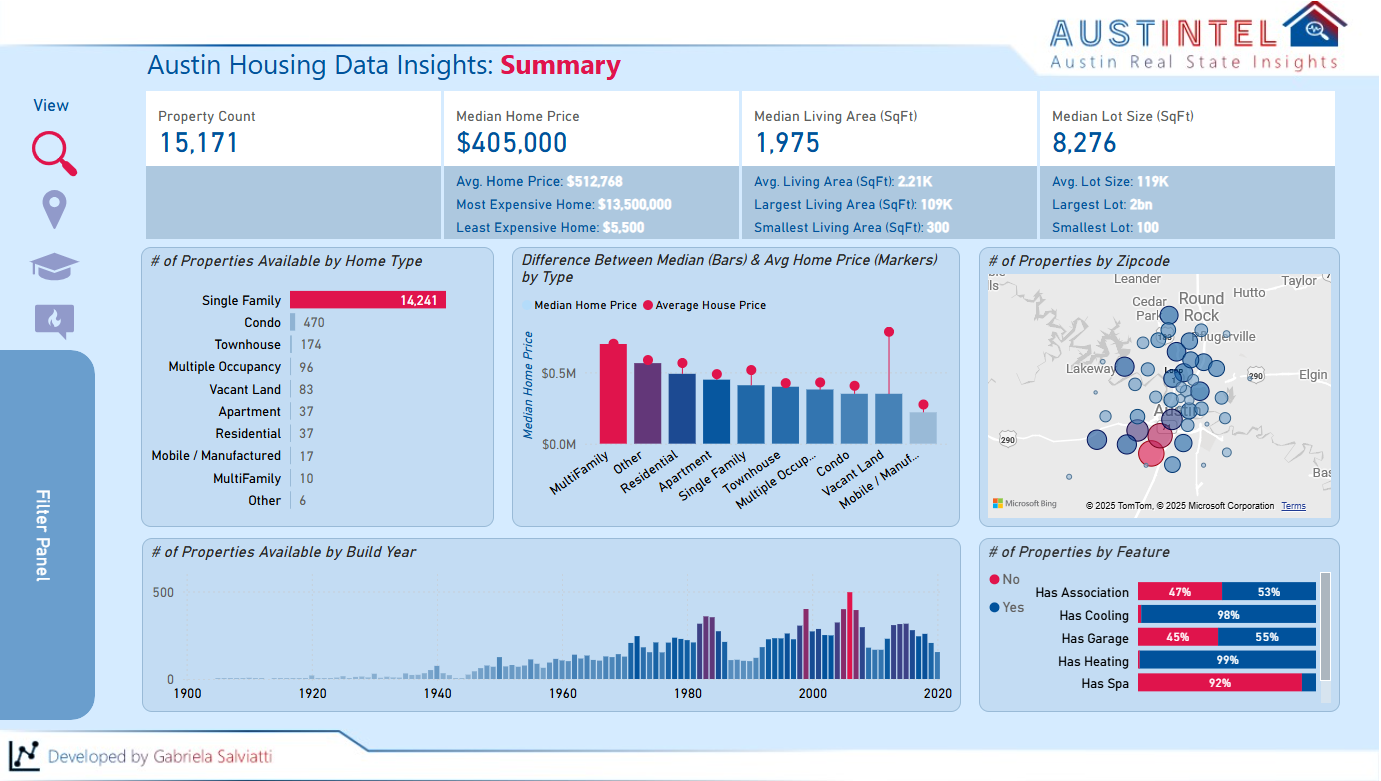 AUSTINTEL
Austin Real State Insights
Austin Housing Data Insights: Summary
View
Property Count
15,171
Median Home Price
$405,000
Avg. Home Price: $512,768
Most Expensive Home: $13,500,000
Least Expensive Home: $5,500
Median Living Area (SqFt)
1,975
Avg. Living Area (SqFt): 2.21K
Largest Living Area (SqFt): 109K
Smallest Living Area (SqFt): 300
Median Lot Size (SqFt)
8,276
Avg. Lot Size: 119K
Largest Lot: 2bn
Smallest Lot: 100
Filter Panel
# of Properties Available by Home Type
Single Family 14,241
Condo 470
Townhouse 174
Multiple Occupancy 96
Vacant Land 83
Apartment 37
Residential 37
Mobile / Manufactured 17
MultiFamily 10
Other 6
Difference Between Median (Bars) & Avg Home Price (Markers)
by Type
Median Home Price Average House Price
Median Home Price
$0.5M
$0.0M
MultiFamily
Other
Residential
Apartment
Single Family
Townhouse
Multiple Occup...
Condo
Vacant Land
Mobile / Manuf...
# of Properties by Zipcode
lls
Leander
Taylor
Hutto
Cedar
Park
Round
Rock
Pflugerville
Lakeway
290
Elgin
Austin
290
Bas
Microsoft Bing
© 2025 TomTom, © 2025 Microsoft Corporation Terms
# of Properties Available by Build Year
500
0
1900 1920 1940 1960 1980 2000 2020
# of Properties by Feature
No
Yes
Has Association 47% 53%
Has Cooling 98%
Has Garage 45% 55%
Has Heating 99%
Has Spa 92%
Developed by Gabriela Salviatti